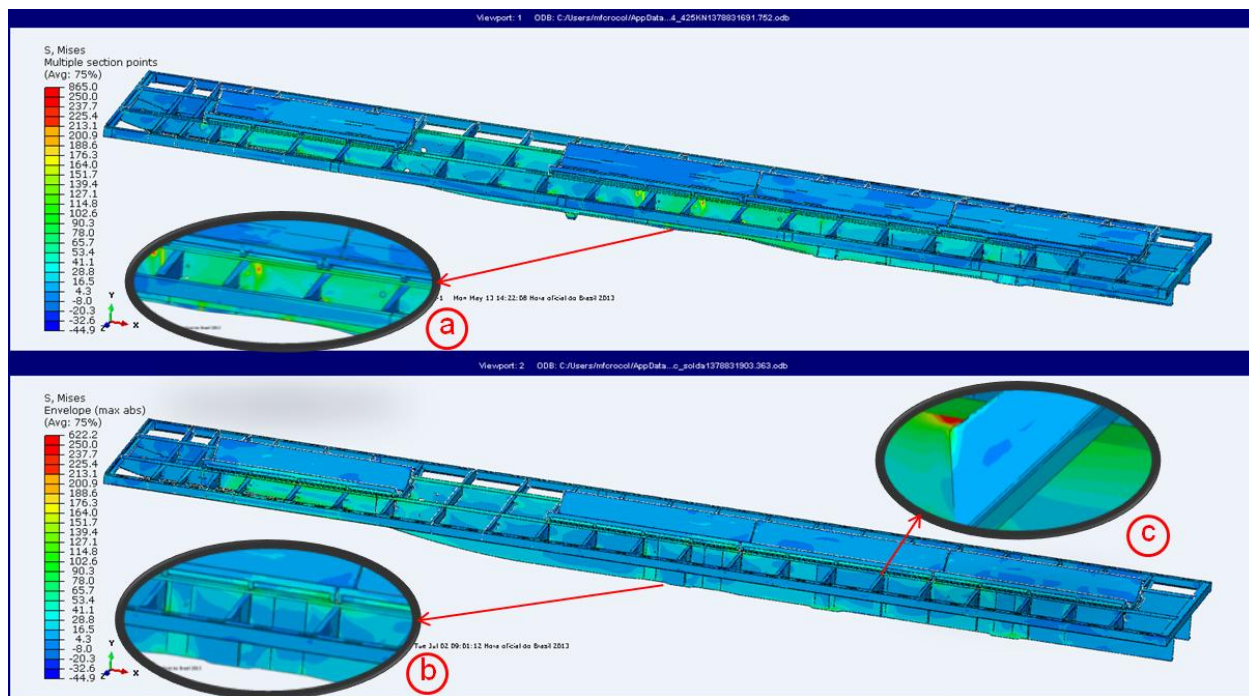 Viewport: 1 ODB: C:/Users/mfcrocol/AppData...4_425KN1378831691.752.odb
S, Mises
Multiple section points
(Avg: 75%)
865.0
250.0
237.7
225.4
213.1
200.9
188.6
176.3
164.0
151.7
139.4
127.1
114.8
102.6
90.3
78.0
65.7
53.4
41.1
28.8
16.5
4.3
-8.0
-20.3
-32.6
-44.9
Y
Z
X
Mon May 13 14:22:08 Hora oficial do Brasil 2013
a
Viewport: 2 ODB: C:/Users/mfcrocol/AppData...c_solda1378831903.363.odb
S, Mises
Envelope (max abs)
(Avg: 75%)
622.2
250.0
237.7
225.4
213.1
200.9
188.6
176.3
164.0
151.7
139.4
127.1
114.8
102.6
90.3
78.0
65.7
53.4
41.1
28.8
16.5
4.3
-8.0
-20.3
-32.6
-44.9
c
Y
Z
X
Tue Jul 02 09:01:12 Hora oficial do Brasil 2013
b